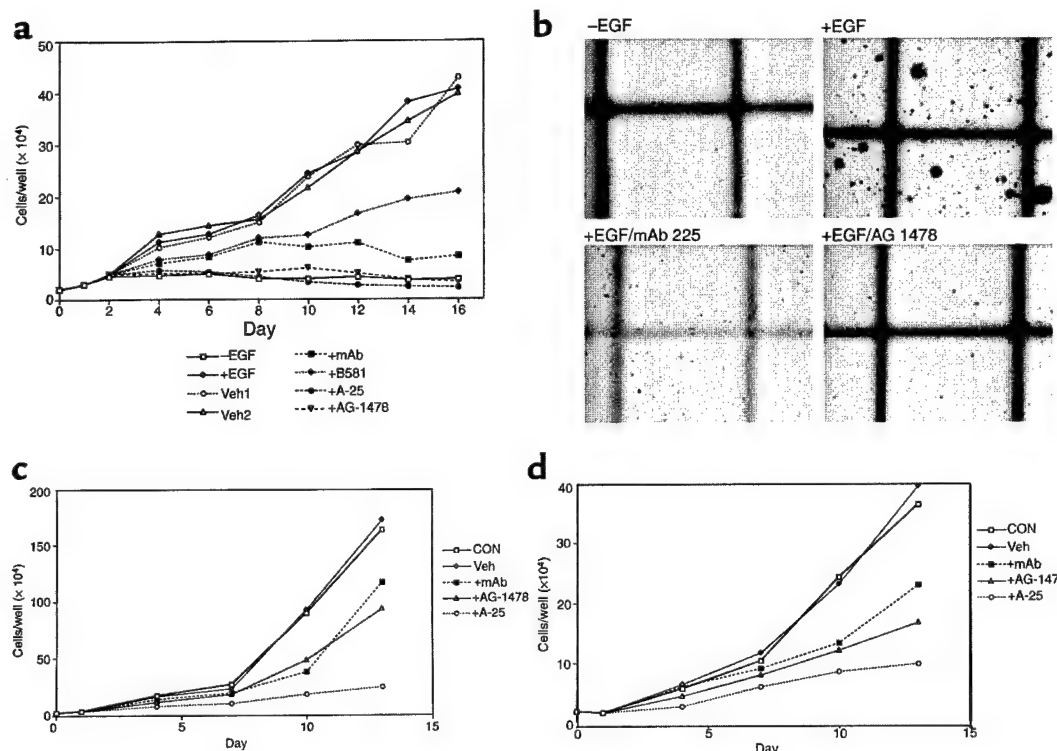 a
50
40
30
20
10
0
Cells/well (× 10⁴)
0 2 4 6 8 10 12 14 16
Day
–EGF
+EGF
Veh1
Veh2
+mAb
+B581
+A-25
+AG-1478
b
–EGF
+EGF
+EGF/mAb 225
+EGF/AG 1478
c
200
150
100
50
0
Cells/well (× 10⁴)
0 5 10 15
Day
CON
Veh
+mAb
+AG-1478
+A-25
d
40
30
20
10
0
Cells/well (×10⁴)
0 5 10 15
Day
CON
Veh
+mAb
+AG-147
+A-25